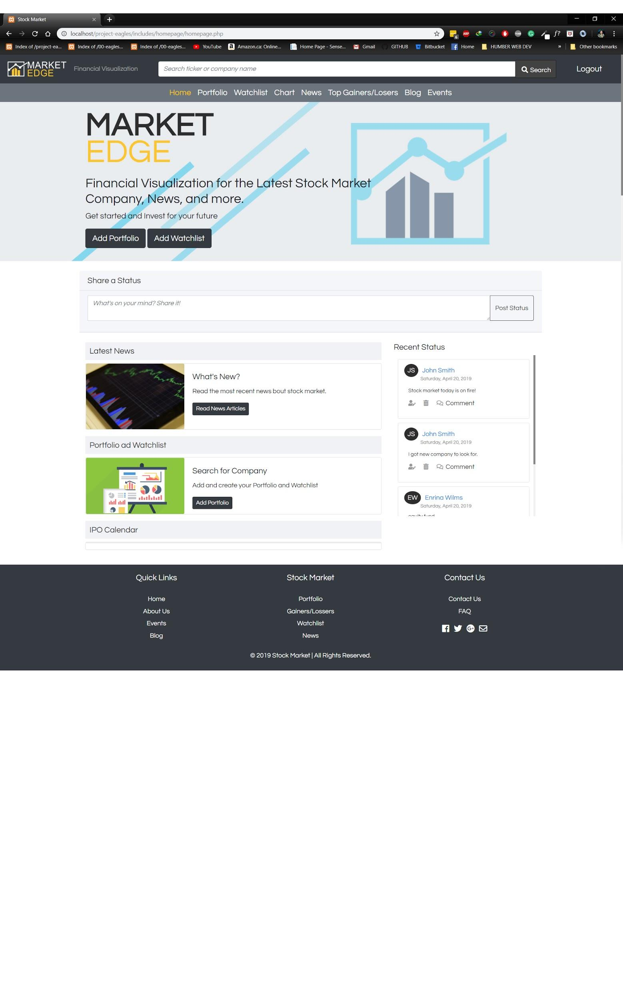 Stock Market
localhost/project-eagles/includes/homepage/homepage.php
6
ABP
YAB
f?
Index of /project-ea...
Index of /00-eagles...
Index of /00-eagles...
YouTube
Amazon.ca: Online...
Home Page - Sense...
Gmail
GITHUB
Bitbucket
Home
HUMBER WEB DEV
»
Other bookmarks
MARKET
EDGE
Financial Visualization
Search ticker or company name
Search
Logout
Home Portfolio Watchlist Chart News Top Gainers/Losers Blog Events
MARKET
EDGE
Financial Visualization for the Latest Stock Market
Company, News, and more.
Get started and Invest for your future
Add Portfolio Add Watchlist
Share a Status
What's on your mind? Share it!
Post Status
Latest News
What's New?
Read the most recent news bout stock market.
Read News Articles
Portfolio ad Watchlist
Search for Company
Add and create your Portfolio and Watchlist
Add Portfolio
IPO Calendar
Recent Status
JS John Smith
Saturday, April 20, 2019
Stock market today is on fire!
Comment
JS John Smith
Saturday, April 20, 2019
I got new company to look for.
Comment
EW Enrina Wilms
Saturday, April 20, 2019
equity fund
Quick Links
Home
About Us
Events
Blog
Stock Market
Portfolio
Gainers/Lossers
Watchlist
News
Contact Us
Contact Us
FAQ
© 2019 Stock Market | All Rights Reserved.